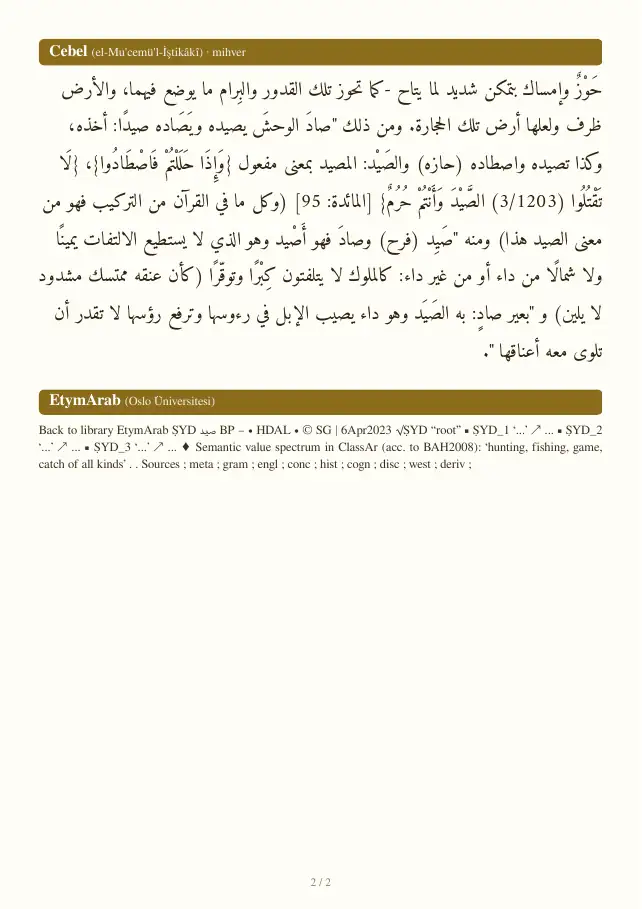 Cebel (el-Mu'cemü'l-İştikâkî) · mihver
حَوْزٌ وإمساك بتمكن شديد لما يتاح -كما تحوز تلك القدور والبِرام ما يوضع فيهما، والأرض
ظرف ولعلها أرض تلك الحجارة. ومن ذلك "صادَ الوحشَ يصيده ويَصَاده صيدًا: أخذه،
وكذا تصيده واصطاده (حازه) والصَيْد: المصيد بمعنى مفعول {وَإِذَا حَلَلْتُمْ فَاصْطَادُوا}، {لَا
تَقْتُلُوا (3/1203) الصَّيْدَ وَأَنْتُمْ حُرُمٌ} [المائدة: 95] (وكل ما في القرآن من التركيب فهو من
معنى الصيد هذا) ومنه "صَيِد (فرح) وصادَ فهو أَصْيد وهو الذي لا يستطيع الالتفات يمينًا
ولا شمالًا من داء أو من غير داء: كالملوك لا يتلفتون كِبْرًا وتوقّرًا (كأن عنقه ممتسك مشدود
لا يلين) و "بعير صادٍ: به الصَيَد وهو داء يصيب الإبل في رءوسها وترفع رؤسها لا تقدر أن
تلوى معه أعناقها ".
EtymArab (Oslo Üniversitesi)
Back to library EtymArab ṢYD صيد BP – • HDAL • © SG | 6Apr2023 √ṢYD “root” ▪ ṢYD_1 ‘...’ ↗ ... ▪ ṢYD_2
‘...’ ↗ ... ▪ ṢYD_3 ‘...’ ↗ ... ♦ Semantic value spectrum in ClassAr (acc. to BAH2008): ‘hunting, fishing, game,
catch of all kinds’ . . Sources ; meta ; gram ; engl ; conc ; hist ; cogn ; disc ; west ; deriv ;
2 / 2